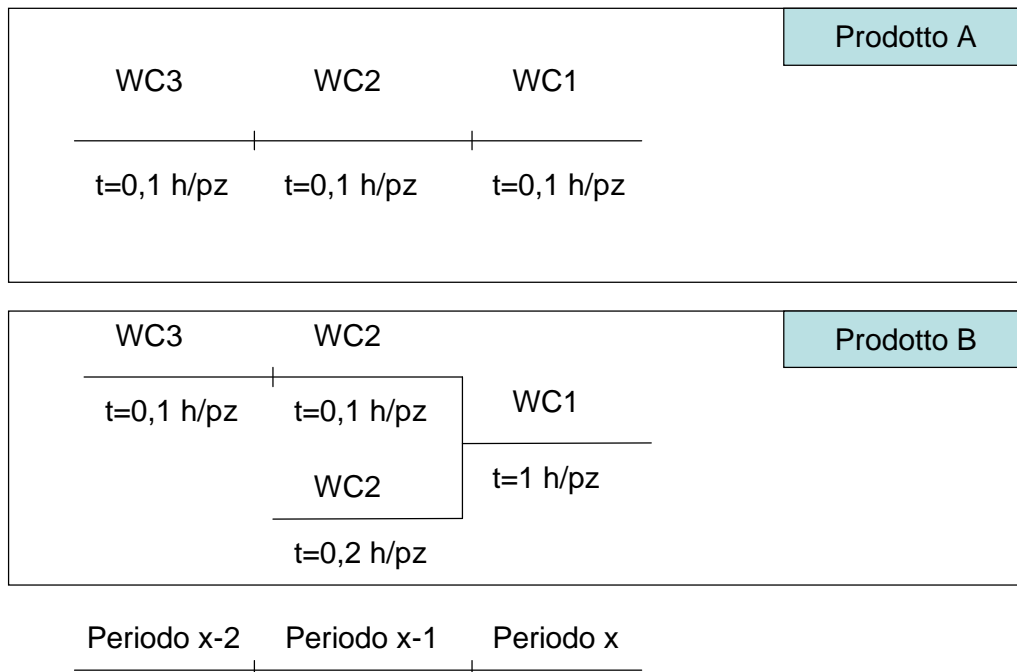 Prodotto A
WC3 WC2 WC1
t=0,1 h/pz t=0,1 h/pz t=0,1 h/pz
Prodotto B
WC3 WC2
t=0,1 h/pz t=0,1 h/pz
WC1
t=1 h/pz
WC2
t=0,2 h/pz
Periodo x-2 Periodo x-1 Periodo x